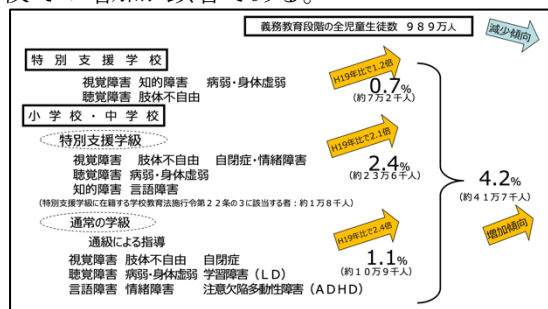 義務教育段階の全児童生徒数 989万人
減少傾向
特別支援学校
視覚障害 知的障害 病弱・身体虚弱
聴覚障害 肢体不自由
H19年比で1.2倍
0.7%
(約7万2千人)
小学校・中学校
特別支援学級
視覚障害 肢体不自由 自閉症・情緒障害
聴覚障害 病弱・身体虚弱
知的障害 言語障害
(特別支援学級に在籍する学校教育法施行令第22条の3に該当する者:約1万8千人)
H19年比で2.1倍
2.4%
(約23万6千人)
4.2%
(約41万7千人)
増加傾向
通常の学級
通級による指導
視覚障害 肢体不自由 自閉症
聴覚障害 病弱・身体虚弱 学習障害(LD)
言語障害 情緒障害 注意欠陥多動性障害(ADHD)
H19年比で2.4倍
1.1%
(約10万9千人)